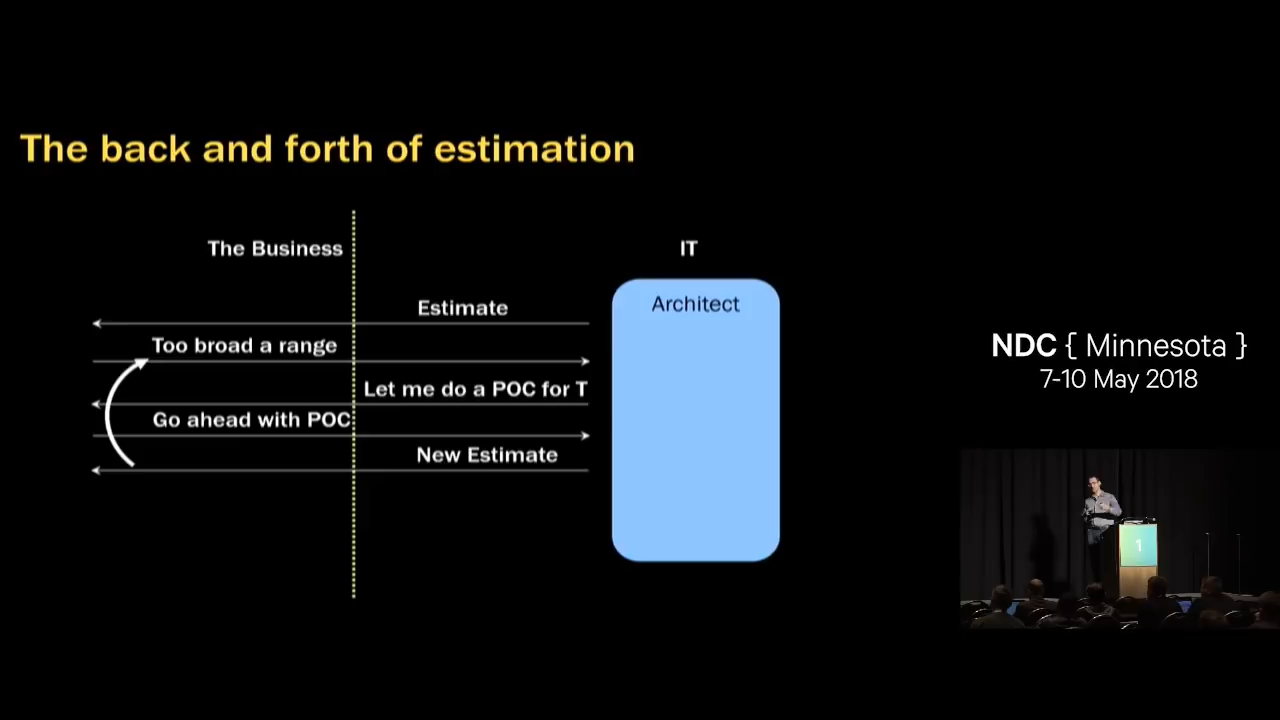 The back and forth of estimation
The Business
IT
Architect
Estimate
Too broad a range
Let me do a POC for T
Go ahead with POC
New Estimate
NDC { Minnesota }
7-10 May 2018
1